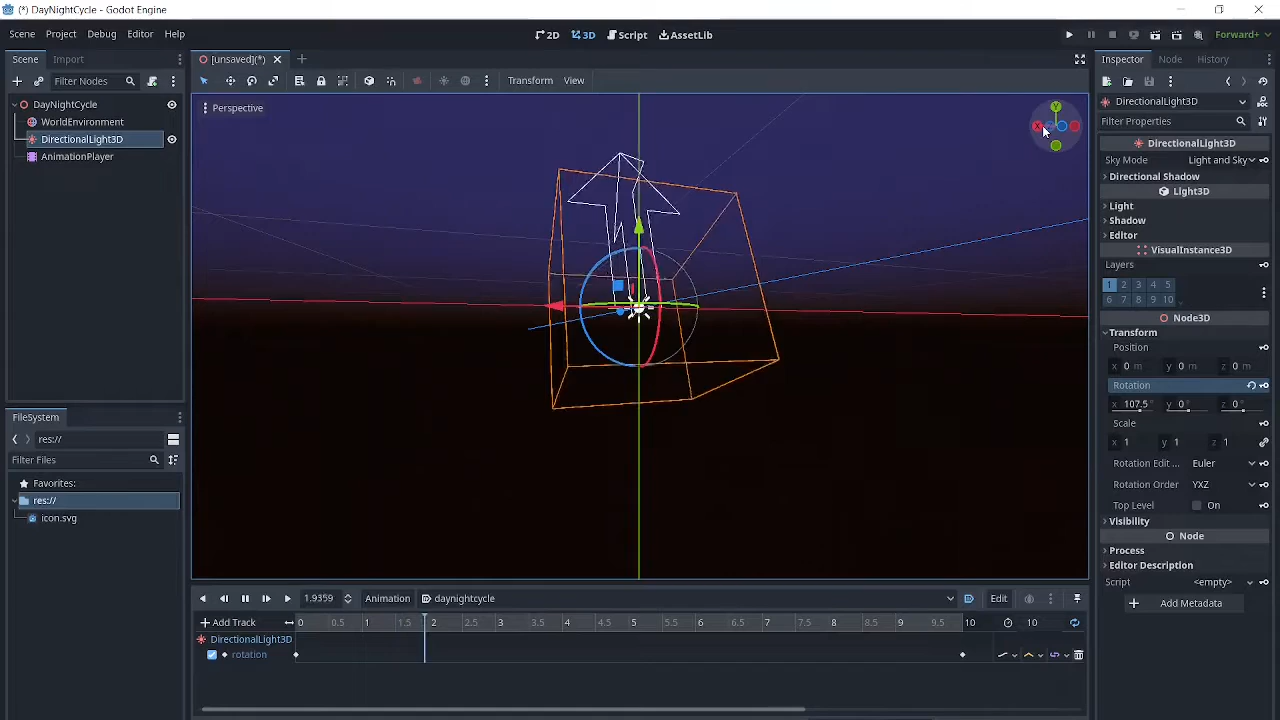 (*) DayNightCycle - Godot Engine
Scene Project Debug Editor Help
2D 3D Script AssetLib
Forward+
Scene Import
Filter Nodes
DayNightCycle
WorldEnvironment
DirectionalLight3D
AnimationPlayer
FileSystem
res://
Filter Files
Favorites:
res://
icon.svg
[unsaved](*)
Transform View
Perspective
Y
X
Animation
1.9359
daynightcycle
Edit
Add Track
0 0.5 1 1.5 2 2.5 3 3.5 4 4.5 5 5.5 6 6.5 7 7.5 8 8.5 9 9.5 10
10
DirectionalLight3D
rotation
Inspector Node History
DirectionalLight3D
Filter Properties
DirectionalLight3D
Sky Mode Light and Sky
Directional Shadow
Light3D
Light
Shadow
Editor
VisualInstance3D
Layers
1 2 3 4 5
6 7 8 9 10
Node3D
Transform
Position
x 0 m y 0 m z 0 m
Rotation
x 107.5 ° y 0 ° z 0 °
Scale
x 1 y 1 z 1
Rotation Edit ... Euler
Rotation Order YXZ
Top Level On
Visibility
Node
Process
Editor Description
Script <empty>
Add Metadata